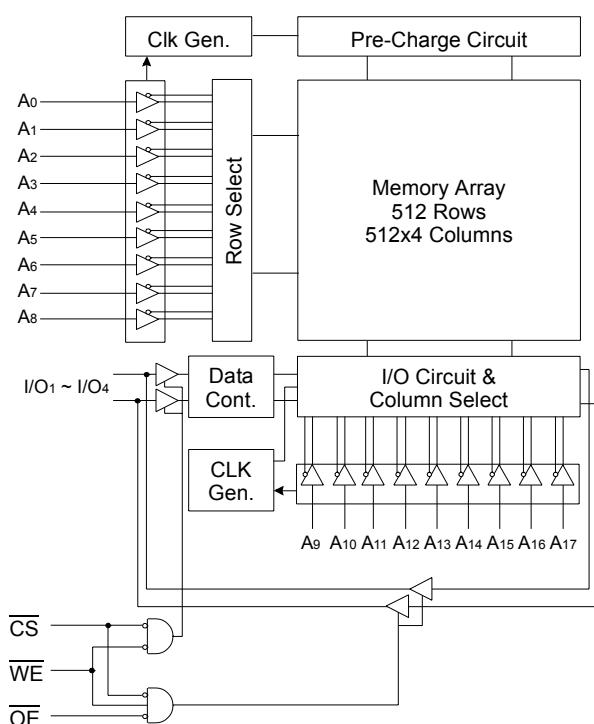 Clk Gen.
Pre-Charge Circuit
A0
A1
A2
A3
A4
A5
A6
A7
A8
Row Select
Memory Array
512 Rows
512x4 Columns
I/O1 ~ I/O4
Data
Cont.
I/O Circuit &
Column Select
CLK
Gen.
A9 A10 A11 A12 A13 A14 A15 A16 A17
CS
WE
OE